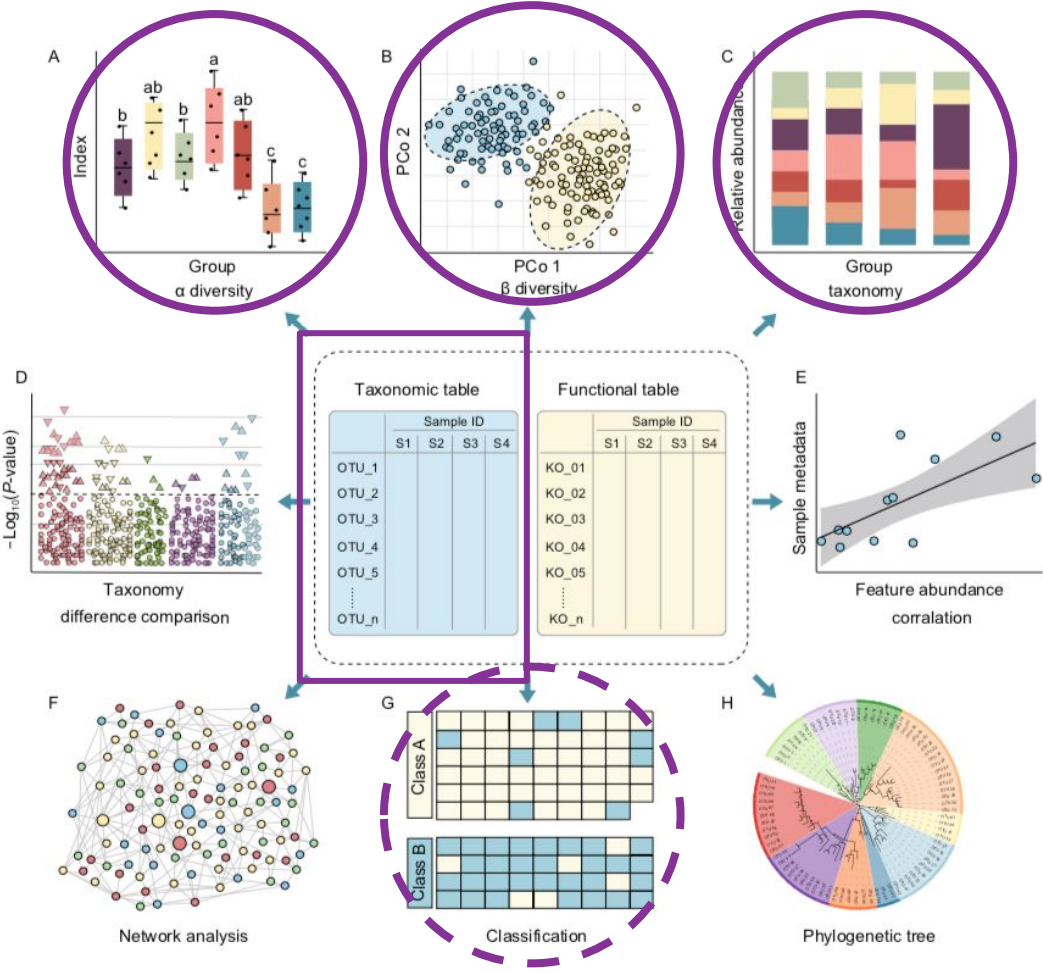 A
Index
b
ab
b
a
ab
c
c
Group
α diversity
B
PCo 2
PCo 1
β diversity
C
Relative abundance
Group
taxonomy
D
−Log10(P-value)
Taxonomy
difference comparison
Taxonomic table
Sample ID
S1 S2 S3 S4
OTU_1
OTU_2
OTU_3
OTU_4
OTU_5
OTU_n
Functional table
Sample ID
S1 S2 S3 S4
KO_01
KO_02
KO_03
KO_04
KO_05
KO_n
E
Sample metadata
Feature abundance
corralation
F
Network analysis
G
Class A
Class B
Classification
H
Phylogenetic tree